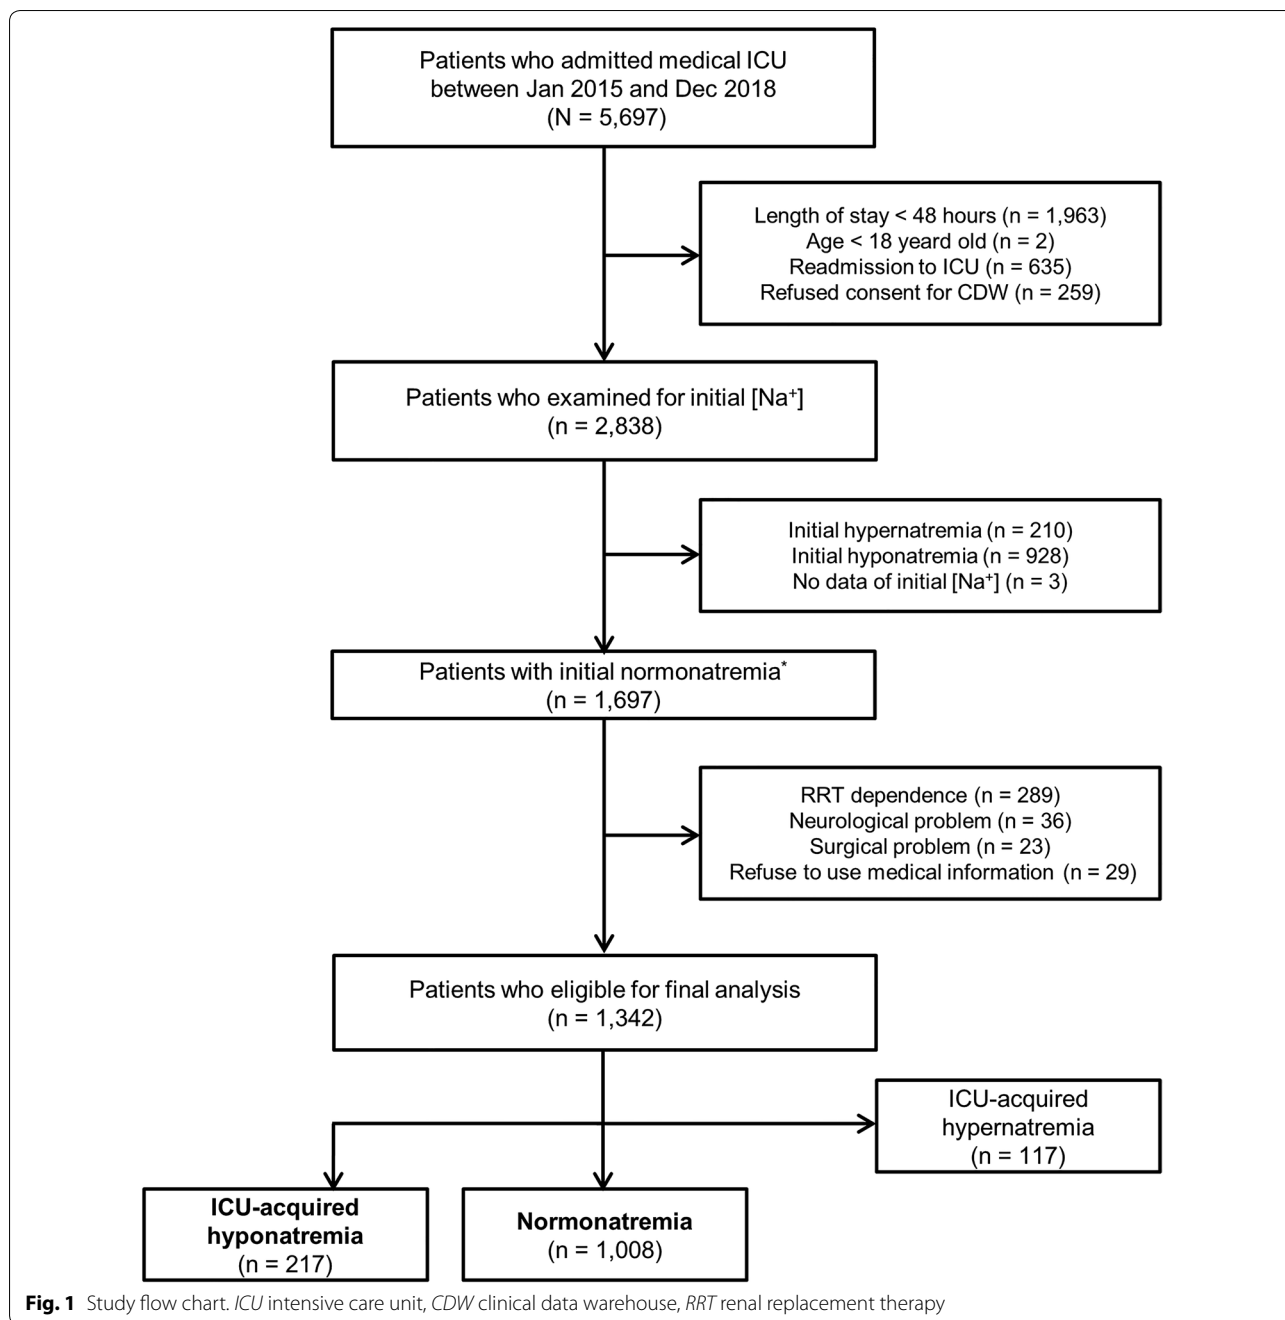 Patients who admitted medical ICU
between Jan 2015 and Dec 2018
(N = 5,697)
Length of stay < 48 hours (n = 1,963)
Age < 18 yeard old (n = 2)
Readmission to ICU (n = 635)
Refused consent for CDW (n = 259)
Patients who examined for initial [Na⁺]
(n = 2,838)
Initial hypernatremia (n = 210)
Initial hyponatremia (n = 928)
No data of initial [Na⁺] (n = 3)
Patients with initial normonatremia*
(n = 1,697)
RRT dependence (n = 289)
Neurological problem (n = 36)
Surgical problem (n = 23)
Refuse to use medical information (n = 29)
Patients who eligible for final analysis
(n = 1,342)
ICU-acquired
hypernatremia
(n = 117)
ICU-acquired
hyponatremia
(n = 217)
Normonatremia
(n = 1,008)
Fig. 1 Study flow chart. ICU intensive care unit, CDW clinical data warehouse, RRT renal replacement therapy